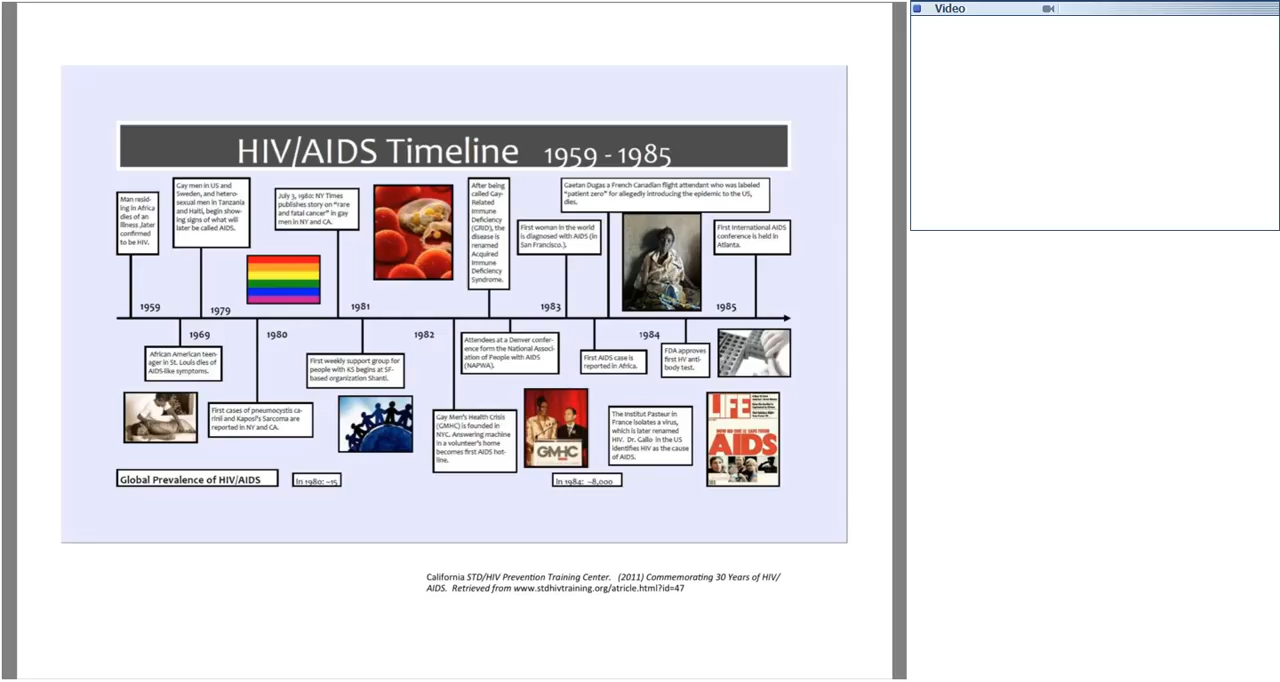 Video
HIV/AIDS Timeline 1959 - 1985
Man resid-
ing in Africa
dies of an
illness later
confirmed
to be HIV.
Gay men in US and
Sweden, and hetero-
sexual men in Tanzania
and Haiti, begin show-
ing signs of what will
later be called AIDS.
July 3, 1981: NY Times
publishes story on "rare
and fatal cancer" in gay
men in NY and CA.
After being
called Gay-
Related
Immune
Deficiency
(GRID), the
disease is
renamed
Acquired
Immune
Deficiency
Syndrome.
First woman in the world
is diagnosed with AIDS (in
San Francisco.).
Gaetan Dugas a French Canadian flight attendant who was labeled
"patient zero" for allegedly introducing the epidemic to the US,
dies.
First International AIDS
conference is held in
Atlanta.
1959
1979
1981
1983
1985
1969
1980
1982
1984
African American teen-
ager in St. Louis dies of
AIDS-like symptoms.
First cases of pneumocystis ca-
rinii and Kaposi's Sarcoma are
reported in NY and CA.
First weekly support group for
people with KS begins at SF-
based organization Shanti.
Gay Men's Health Crisis
(GMHC) is founded in
NYC. Answering machine
in a volunteer's home
becomes first AIDS hot-
line.
Attendees at a Denver confer-
ence form the National Associ-
ation of People with AIDS
(NAPWA).
First AIDS case is
reported in Africa.
FDA approves
first HV anti-
body test.
The Institut Pasteur in
France isolates a virus,
which is later renamed
HIV. Dr. Gallo in the US
identifies HIV as the cause
of AIDS.
GMHC
LIFE
NOW NO ONE IS SAFE FROM
AIDS
Global Prevalence of HIV/AIDS
In 1980: ~15
In 1984: ~8,000
California STD/HIV Prevention Training Center. (2011) Commemorating 30 Years of HIV/
AIDS. Retrieved from www.stdhivtraining.org/atricle.html?id=47